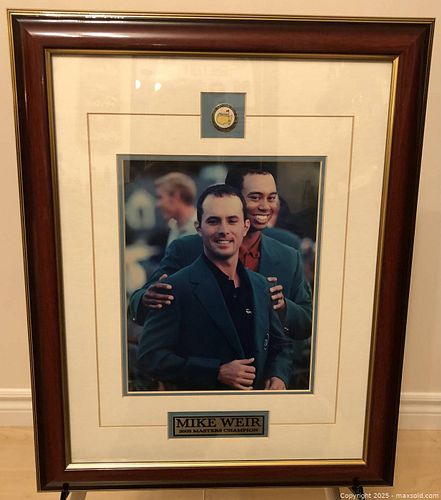 MIKE WEIR
2003 MASTERS CHAMPION
Copyright 2025 - maxsold.com